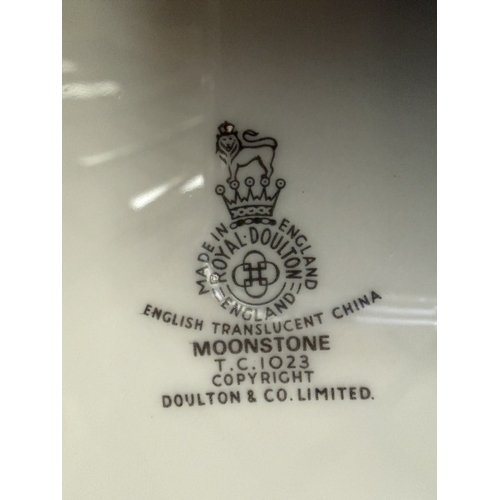 MADE IN ENGLAND
ROYAL·DOULTON
ENGLAND
ENGLISH TRANSLUCENT CHINA
MOONSTONE
T.C.1023
COPYRIGHT
DOULTON & CO. LIMITED.